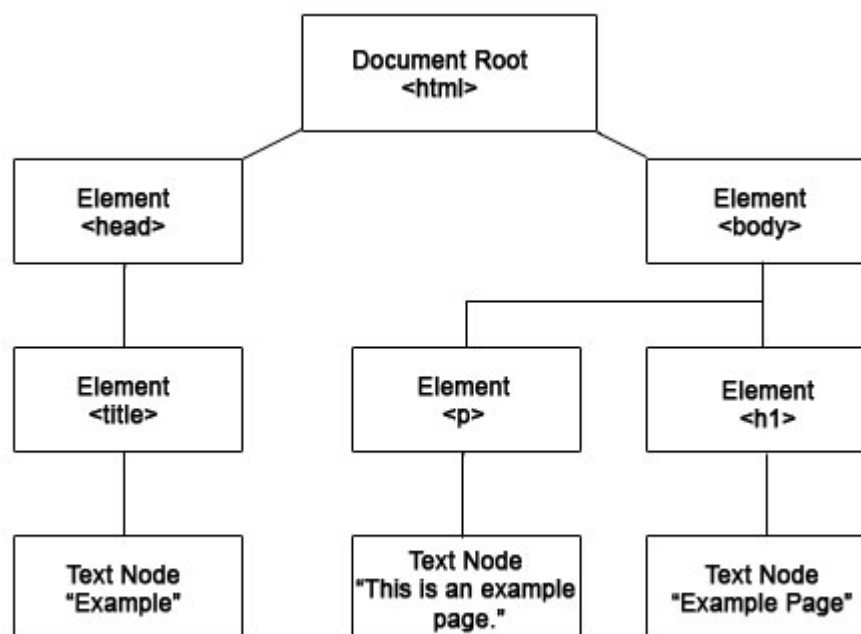 Document Root
<html>
Element
<head>
Element
<body>
Element
<title>
Element
<p>
Element
<h1>
Text Node
"Example"
Text Node
"This is an example
page."
Text Node
"Example Page"